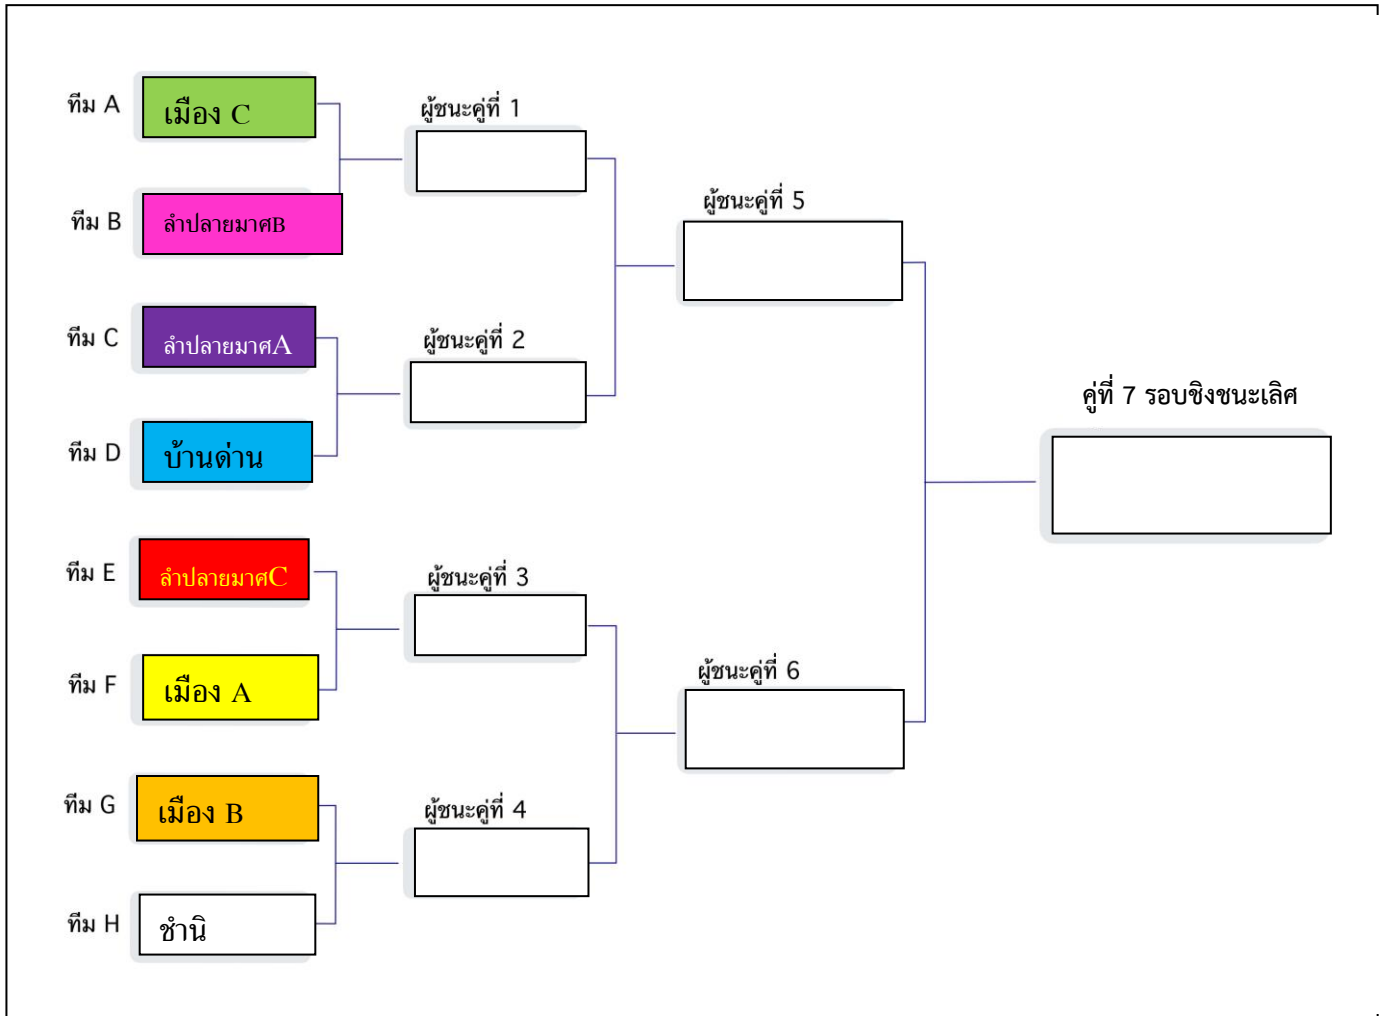 ทีม A
เมือง C
ทีม B
ลำปลายมาศB
ทีม C
ลำปลายมาศA
ทีม D
บ้านด่าน
ทีม E
ลำปลายมาศC
ทีม F
เมือง A
ทีม G
เมือง B
ทีม H
ชำนิ
ผู้ชนะคู่ที่ 1
ผู้ชนะคู่ที่ 2
ผู้ชนะคู่ที่ 3
ผู้ชนะคู่ที่ 4
ผู้ชนะคู่ที่ 5
ผู้ชนะคู่ที่ 6
คู่ที่ 7 รอบชิงชนะเลิศ